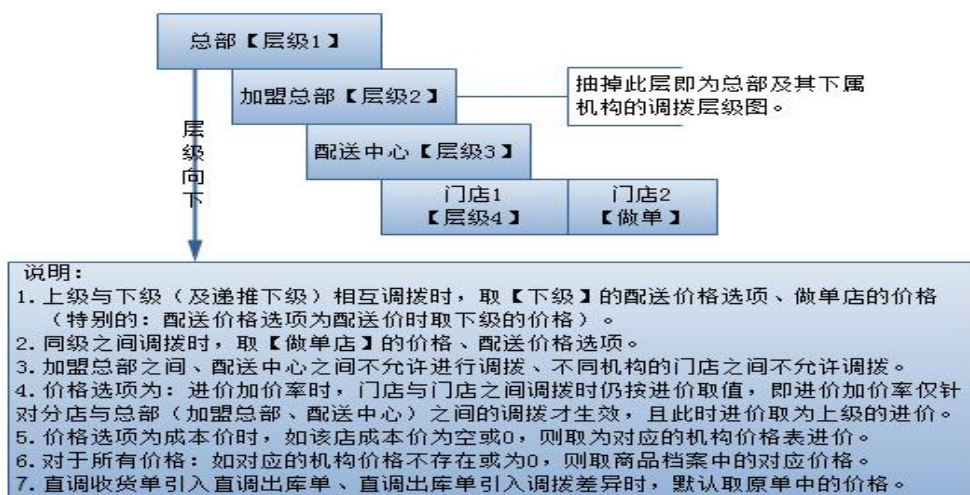 总部【层级1】
加盟总部【层级2】
抽掉此层即为总部及其下属
机构的调拨层级图。
层级向下
配送中心【层级3】
门店1
【层级4】
门店2
【做单】
说明:
1.上级与下级（及递推下级）相互调拨时，取【下级】的配送价格选项、做单店的价格
（特别的：配送价格选项为配送价时取下级的价格）。
2.同级之间调拨时，取【做单店】的价格、配送价格选项。
3.加盟总部之间、配送中心之间不允许进行调拨、不同机构的门店之间不允许调拨。
4.价格选项为：进价加价率时，门店与门店之间调拨时仍按进价取值，即进价加价率仅针
对分店与总部（加盟总部、配送中心）之间的调拨才生效，且此时进价取为上级的进价。
5.价格选项为成本价时，如该店成本价为空或0，则取为对应的机构价格表进价。
6.对于所有价格：如对应的机构价格不存在或为0，则取商品档案中的对应价格。
7.直调收货单引入直调出库单、直调出库单引入调拨差异时，默认取原单中的价格。